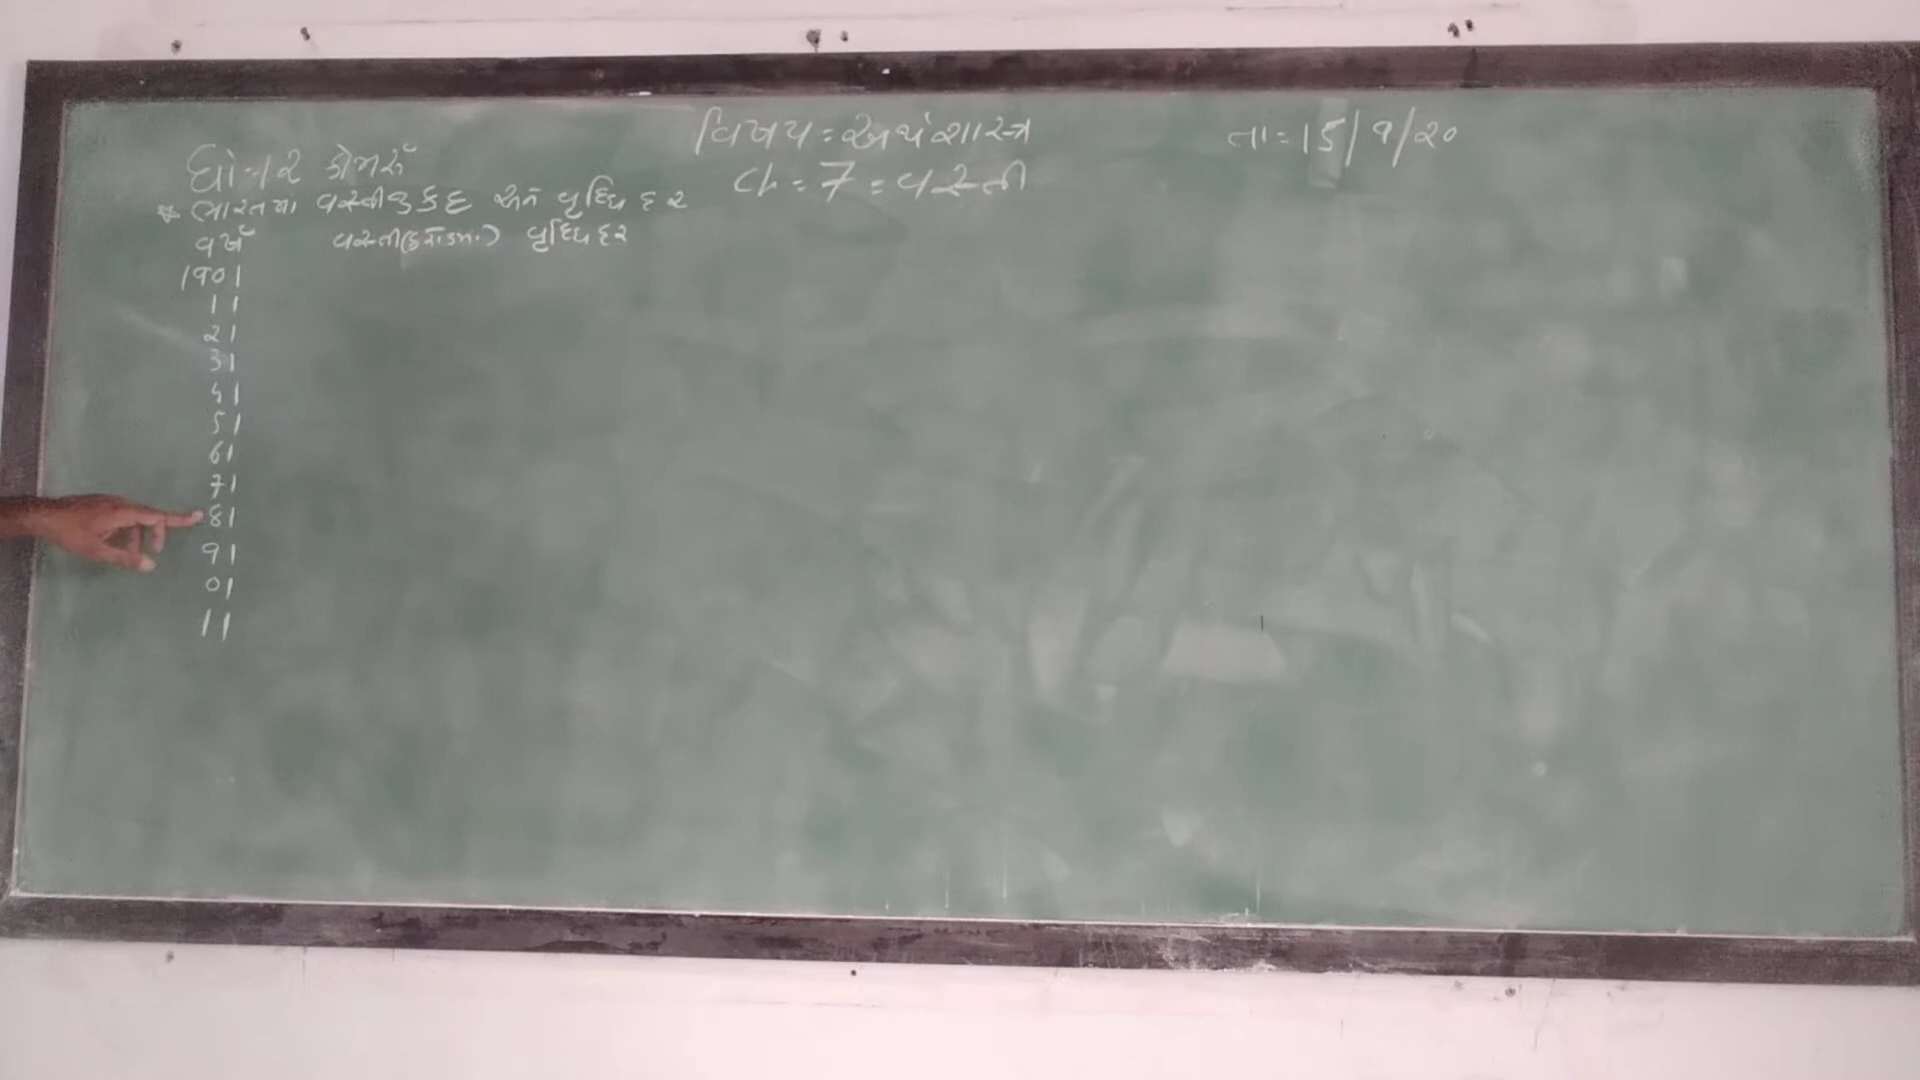 વિષય = અર્થશાસ્ત્ર
તા = 15/9/20
ધો-12 કોમર્સ
Ch = 7 = વસ્તી
* ભારતમા વસ્તીનુ કદ અને વૃધ્ધિ દર
વર્ષ વસ્તી(કરોડમા.) વૃધ્ધિ દર
1901
11
21
31
41
51
61
71
81
91
01
11